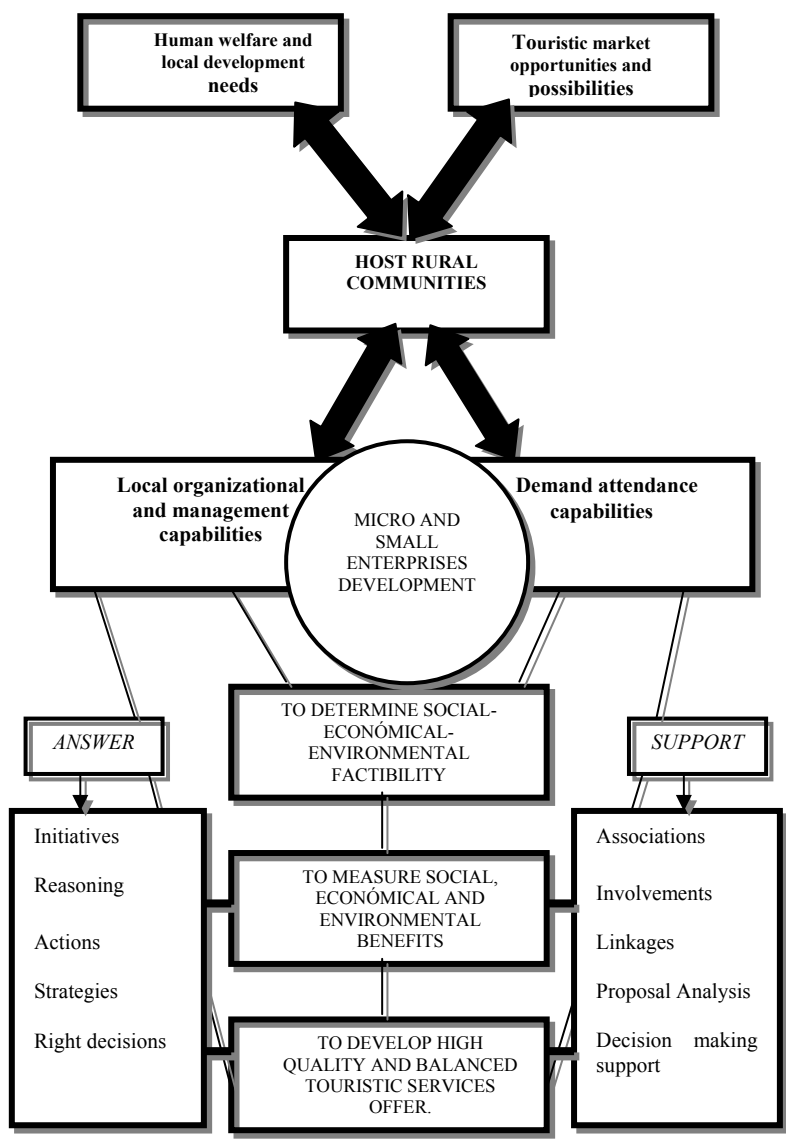 Human welfare and
local development
needs
Touristic market
opportunities and
possibilities
HOST RURAL
COMMUNITIES
Local organizational
and management
capabilities
MICRO AND
SMALL
ENTERPRISES
DEVELOPMENT
Demand attendance
capabilities
TO DETERMINE SOCIAL-
ECONÓMICAL-
ENVIRONMENTAL
FACTIBILITY
ANSWER
SUPPORT
Initiatives
Reasoning
Actions
Strategies
Right decisions
TO MEASURE SOCIAL,
ECONÓMICAL AND
ENVIRONMENTAL
BENEFITS
TO DEVELOP HIGH
QUALITY AND BALANCED
TOURISTIC SERVICES
OFFER.
Associations
Involvements
Linkages
Proposal Analysis
Decision making
support